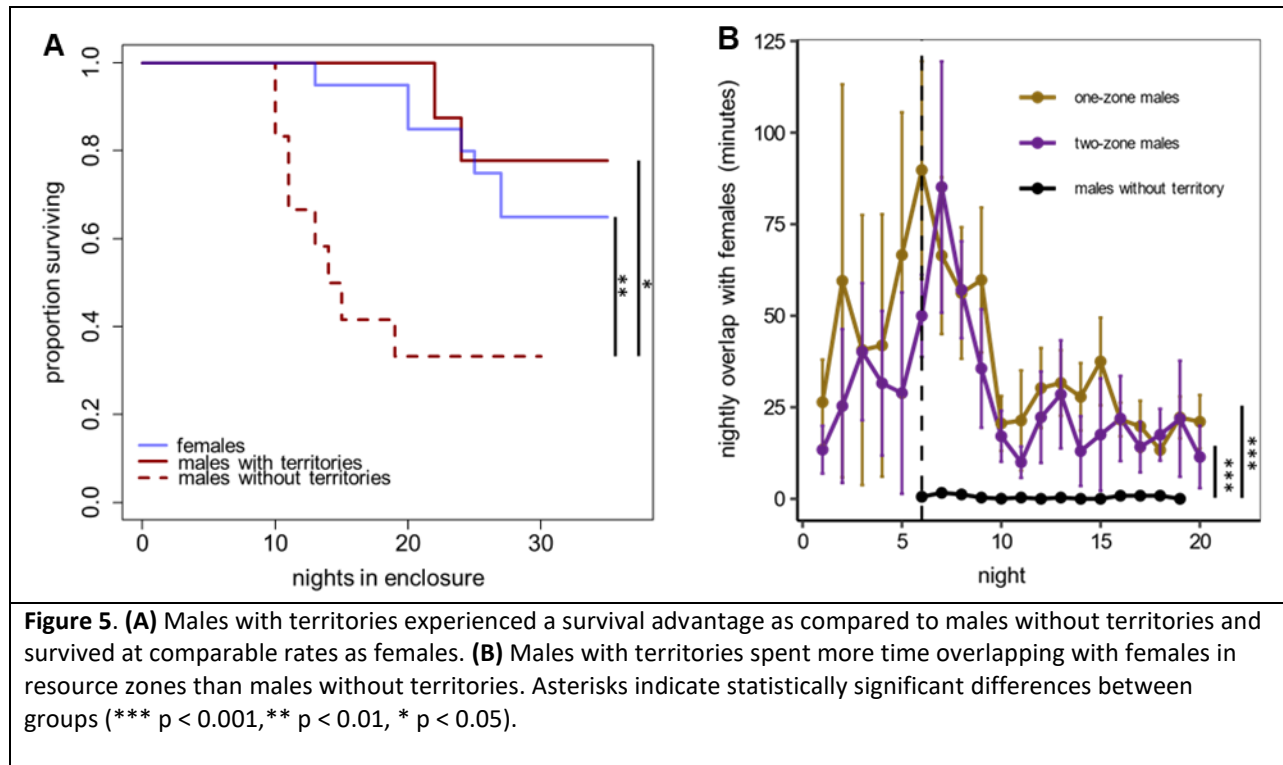 A
proportion surviving
1.0
0.8
0.6
0.4
0.2
0.0
females
males with territories
males without territories
**
*
0
10
20
30
nights in enclosure
B
nightly overlap with females (minutes)
125
100
75
50
25
0
one-zone males
two-zone males
males without territory
***
***
0
5
10
15
20
night
Figure 5. (A) Males with territories experienced a survival advantage as compared to males without territories and
survived at comparable rates as females. (B) Males with territories spent more time overlapping with females in
resource zones than males without territories. Asterisks indicate statistically significant differences between
groups (*** p < 0.001,** p < 0.01, * p < 0.05).